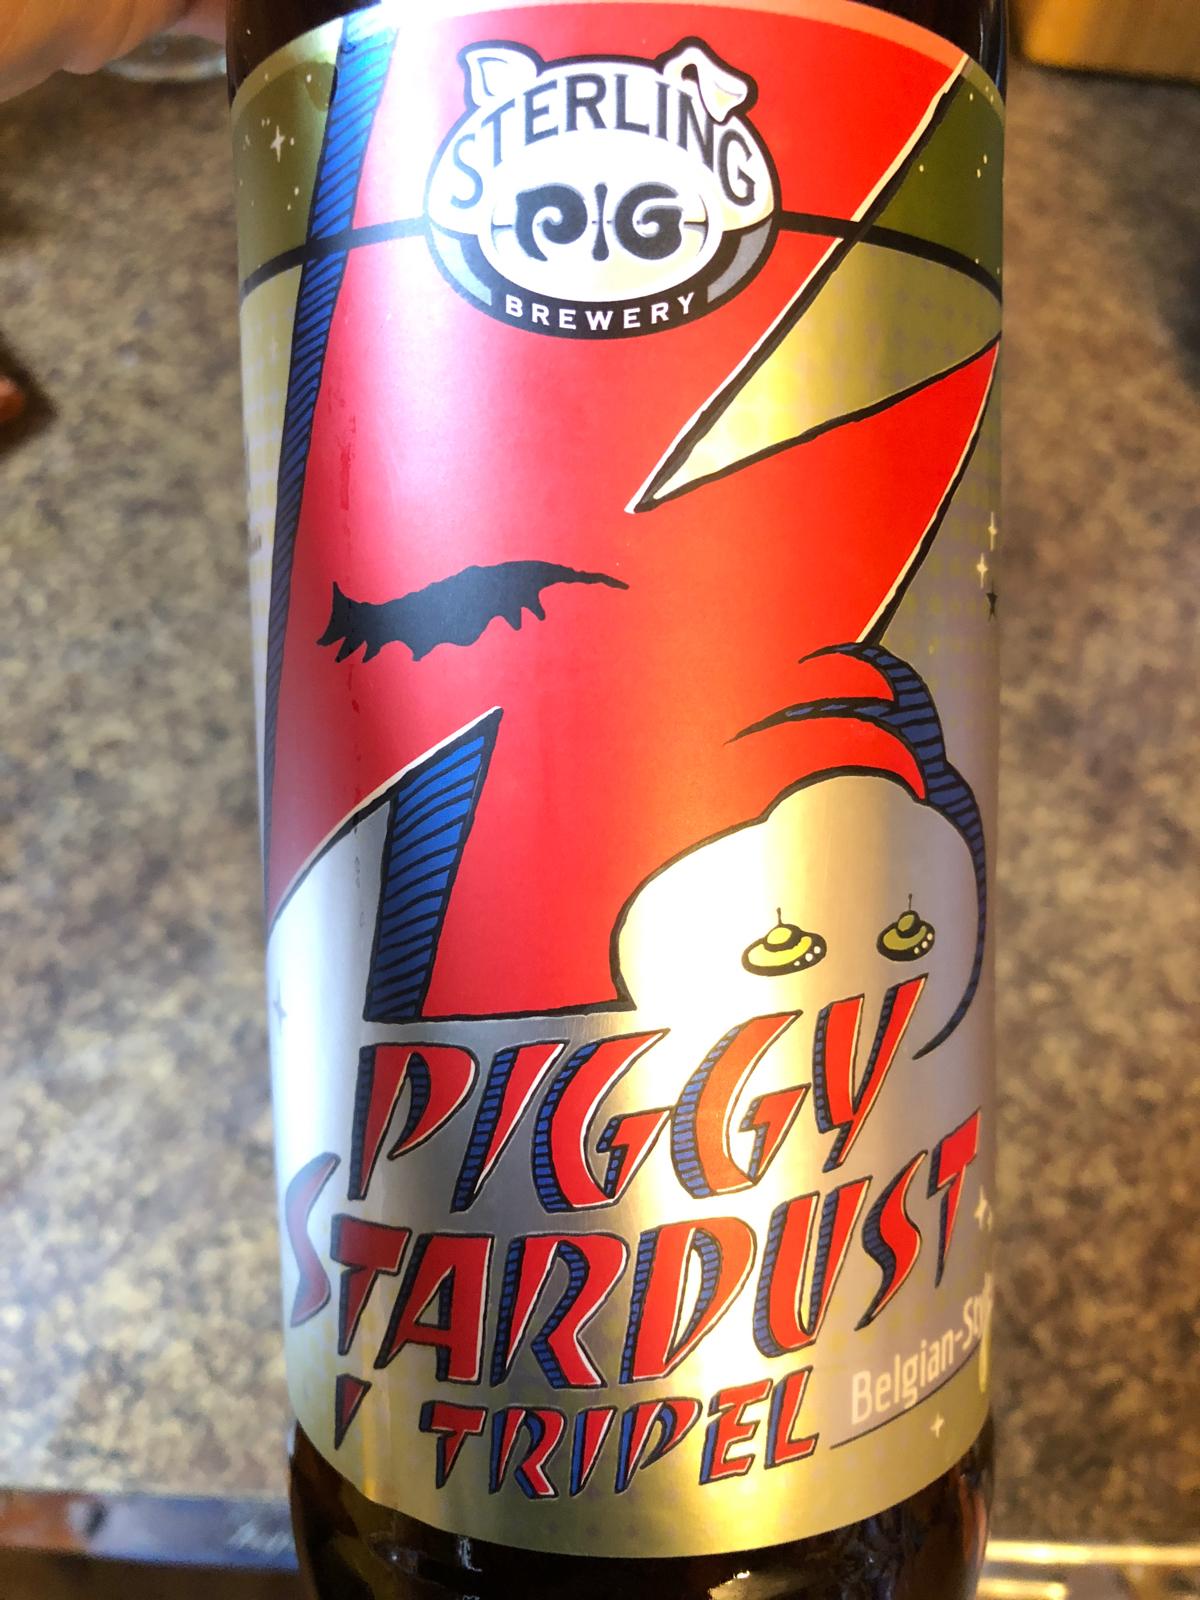 STERLING
PIG
BREWERY
PIGGY
STARDUST
TRIPEL